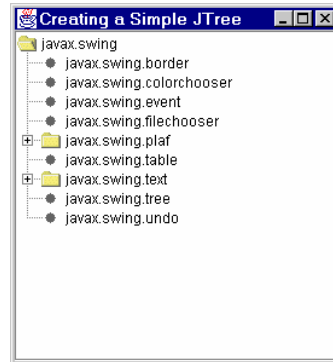 Creating a Simple JTree
javax.swing
javax.swing.border
javax.swing.colorchooser
javax.swing.event
javax.swing.filechooser
javax.swing.plaf
javax.swing.table
javax.swing.text
javax.swing.tree
javax.swing.undo